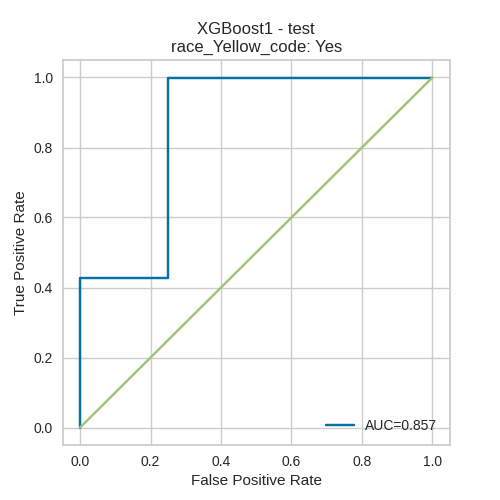 XGBoost1 - test
race_Yellow_code: Yes
True Positive Rate
1.0
0.8
0.6
0.4
0.2
0.0
AUC=0.857
0.0 0.2 0.4 0.6 0.8 1.0
False Positive Rate